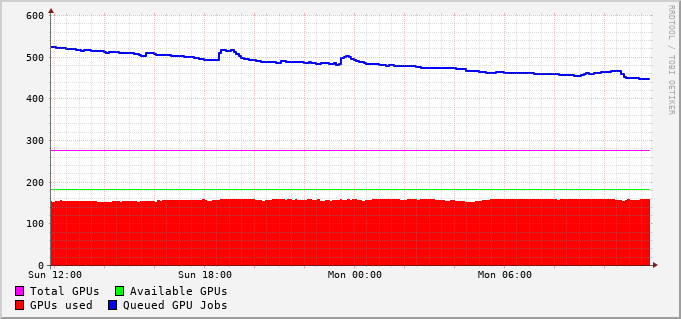 600
500
400
300
200
100
0
Sun 12:00 Sun 18:00 Mon 00:00 Mon 06:00
Total GPUs Available GPUs
GPUs used Queued GPU Jobs
RRDTOOL / TOBI OETIKER